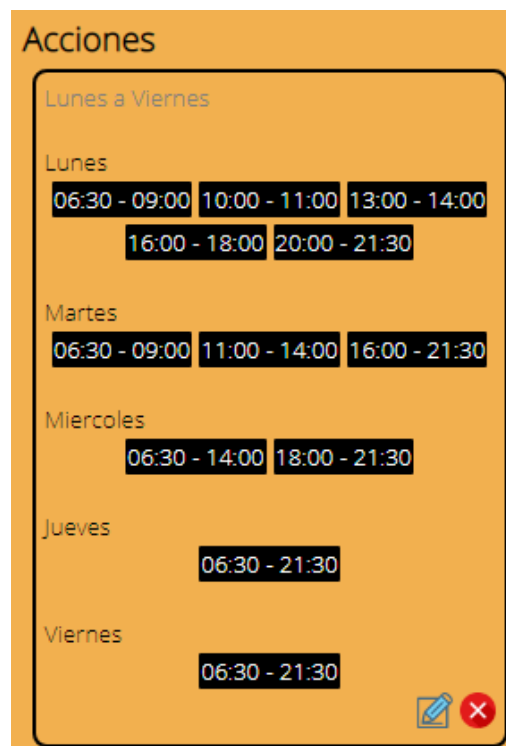 Acciones
Lunes a Viernes
Lunes
06:30 - 09:00 10:00 - 11:00 13:00 - 14:00
16:00 - 18:00 20:00 - 21:30
Martes
06:30 - 09:00 11:00 - 14:00 16:00 - 21:30
Miercoles
06:30 - 14:00 18:00 - 21:30
Jueves
06:30 - 21:30
Viernes
06:30 - 21:30